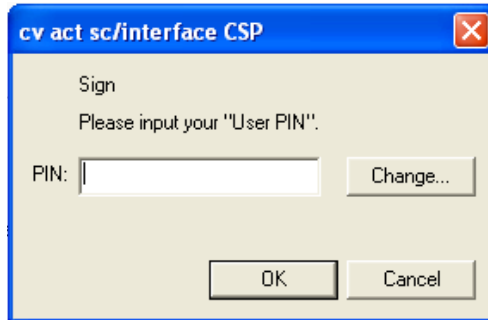 cv act sc/interface CSP
Sign
Please input your "User PIN".
PIN:
Change...
OK
Cancel